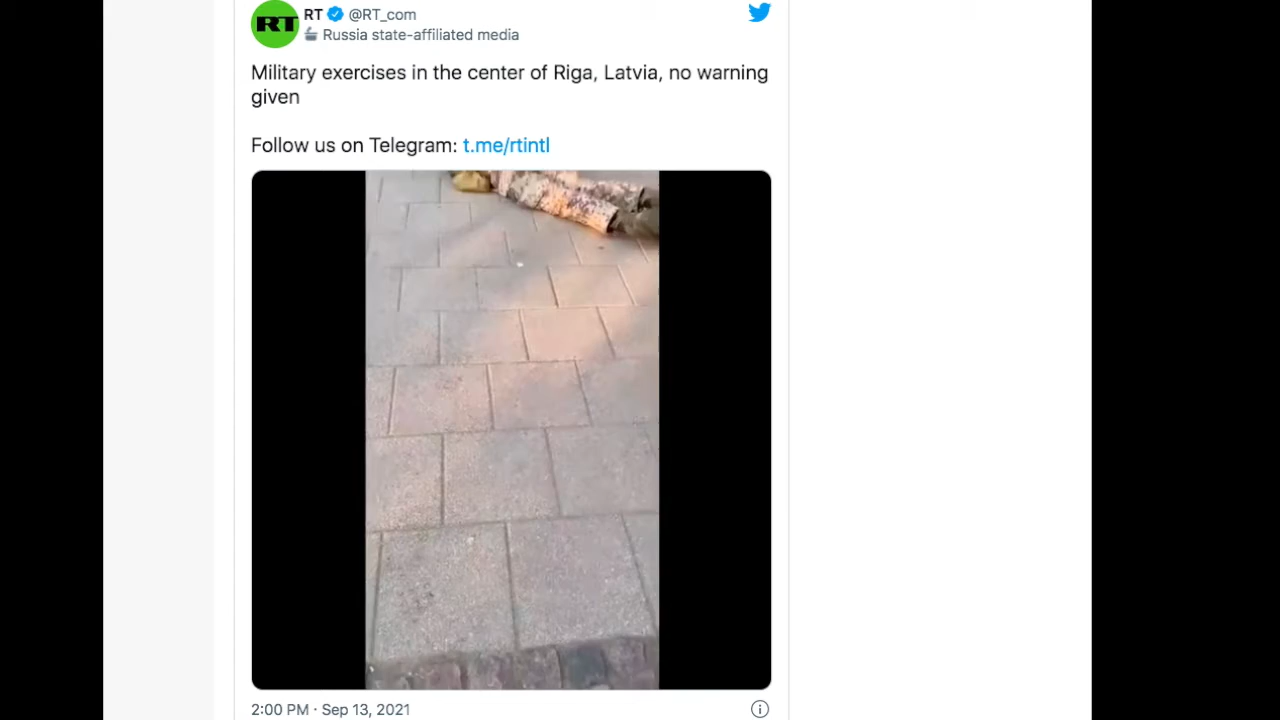 RT
RT @RT_com
Russia state-affiliated media
Military exercises in the center of Riga, Latvia, no warning
given
Follow us on Telegram: t.me/rtintl
2:00 PM · Sep 13, 2021